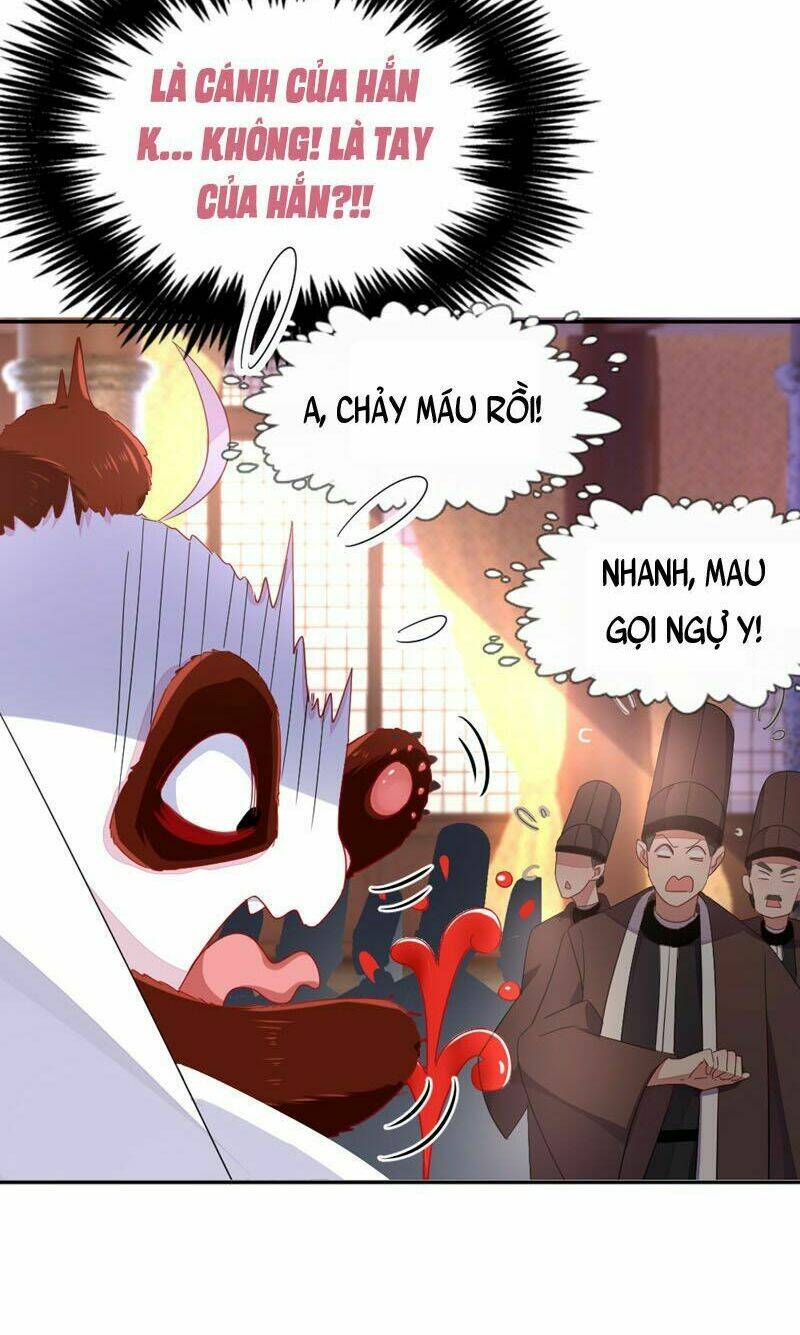 LÀ CÁNH CỦA HẮN
K... KHÔNG! LÀ TAY
CỦA HẮN?!!
A, CHẢY MÁU RỒI!
NHANH, MAU
GỌI NGỰ Y!